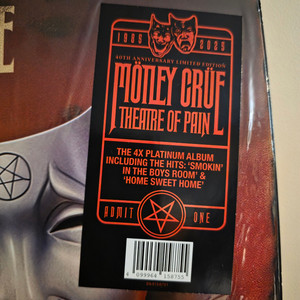 1985 2025
40TH ANNIVERSARY LIMITED EDITION
MÖTLEY CRÜE
THEATRE OF PAIN
THE 4X PLATINUM ALBUM
INCLUDING THE HITS: 'SMOKIN'
IN THE BOYS ROOM' &
'HOME SWEET HOME'
ADMIT ONE